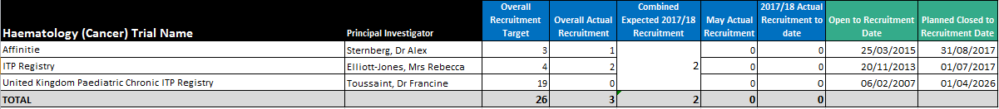 Haematology (Cancer) Trial Name Principal Investigator Overall Recruitment Target Overall Actual Recruitment Combined Expected 2017/18 Recruitment May Actual Recruitment 2017/18 Actual Recruitment to date Open to Recruitment Date Planned Closed to Recruitment Date
Affinitie Sternberg, Dr Alex 3 1 0 0 25/03/2015 31/08/2017
ITP Registry Elliott-Jones, Mrs Rebecca 4 2 2 0 0 20/11/2013 01/07/2017
United Kingdom Paediatric Chronic ITP Registry Toussaint, Dr Francine 19 0 0 0 06/02/2007 01/04/2026
TOTAL 26 3 2 0 0